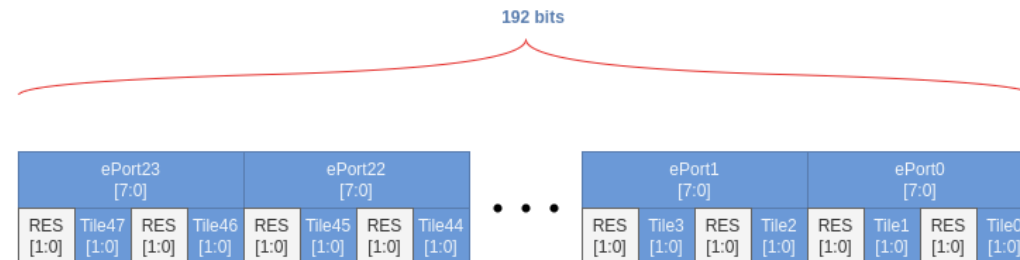 192 bits
ePort23 ePort22 ePort1 ePort0
[7:0] [7:0] [7:0] [7:0]
RES Tile47 RES Tile46 RES Tile45 RES Tile44 RES Tile3 RES Tile2 RES Tile1 RES Tile0
[1:0] [1:0] [1:0] [1:0] [1:0] [1:0] [1:0] [1:0] [1:0] [1:0] [1:0] [1:0] [1:0] [1:0] [1:0] [1:0]